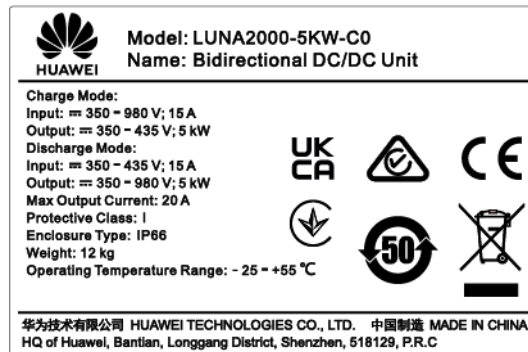 HUAWEI
Model: LUNA2000-5KW-C0
Name: Bidirectional DC/DC Unit
Charge Mode:
Input: ⎓ 350 - 980 V; 15 A
Output: ⎓ 350 - 435 V; 5 kW
Discharge Mode:
Input: ⎓ 350 - 435 V; 15 A
Output: ⎓ 350 - 980 V; 5 kW
Max Output Current: 20 A
Protective Class: I
Enclosure Type: IP66
Weight: 12 kg
Operating Temperature Range: - 25 - +55 ℃
UK
CA
CE
50
华为技术有限公司 HUAWEI TECHNOLOGIES CO., LTD. 中国制造 MADE IN CHINA
HQ of Huawei, Bantian, Longgang District, Shenzhen, 518129, P.R.C